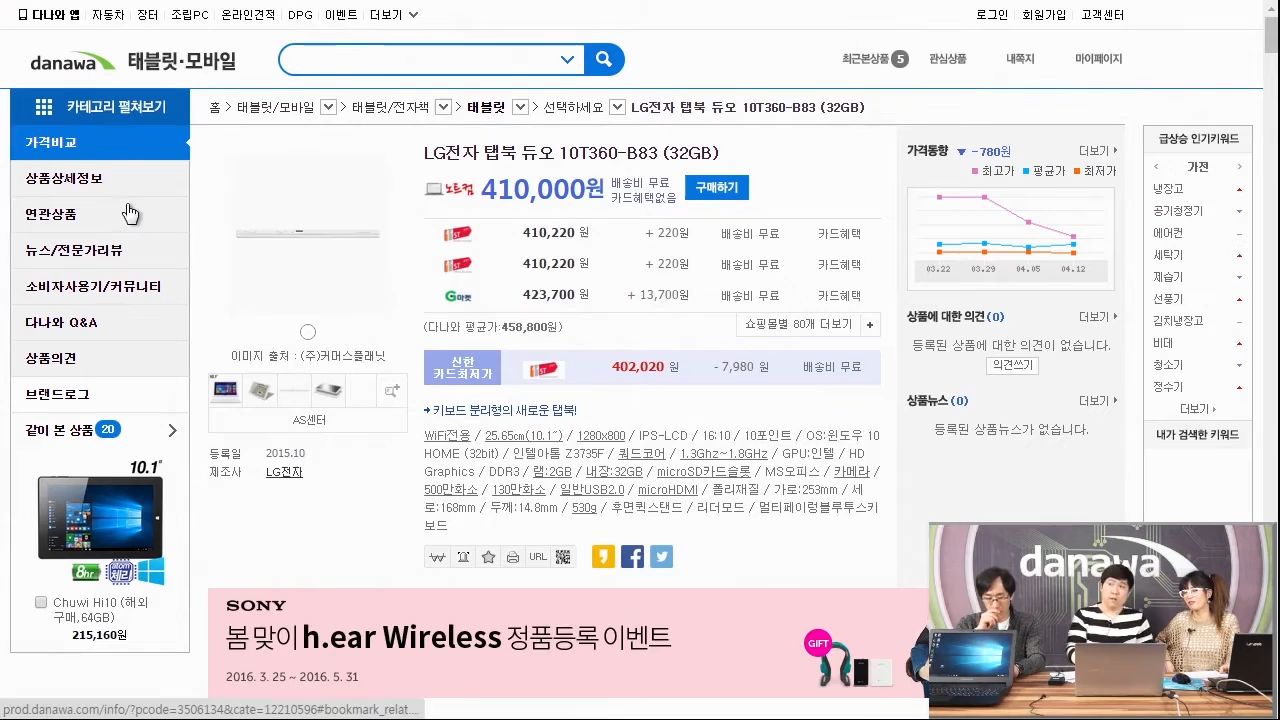 다나와 앱 자동차 장터 조립PC 온라인견적 DPG 이벤트 더보기 로그인 회원가입 고객센터
danawa 태블릿·모바일 최근본상품 5 관심상품 내쪽지 마이페이지
카테고리 펼쳐보기
홈 > 태블릿/모바일 > 태블릿/전자책 > 태블릿 > 선택하세요 > LG전자 탭북 듀오 10T360-B83 (32GB)
가격비교
상품상세정보
연관상품
뉴스/전문가리뷰
소비자사용기/커뮤니티
다나와 Q&A
상품의견
브랜드로그
같이 본 상품 20
10.1"
8hr
atom
체리
Chuwi Hi10 (해외
구매,64GB)
215,160원
이미지 출처 : (주)커머스플래닛
AS센터
등록일 2015.10
제조사 LG전자
LG전자 탭북 듀오 10T360-B83 (32GB)
노트컴 410,000원 배송비 무료
카드혜택없음 구매하기
11ST 410,220 원 + 220원 배송비 무료 카드혜택
11ST 410,220 원 + 220원 배송비 무료 카드혜택
G마켓 423,700 원 + 13,700원 배송비 무료 카드혜택
(다나와 평균가:458,800원) 쇼핑몰별 80개 더보기 +
신한
카드최저가 11ST 402,020 원 - 7,980 원 배송비 무료
키보드 분리형의 새로운 탭북!
WiFi전용 / 25.65cm(10.1˝) / 1280x800 / IPS-LCD / 16:10 / 10포인트 / OS:윈도우 10
HOME (32bit) / 인텔아톰 Z3735F / 쿼드코어 / 1.3Ghz~1.8GHz / GPU:인텔 / HD
Graphics / DDR3 / 램:2GB / 내장:32GB / microSD카드슬롯 / MS오피스 / 카메라 /
500만화소 / 130만화소 / 일반USB2.0 / microHDMI / 폴리재질 / 가로:253mm / 세
로:168mm / 두께:14.8mm / 530g / 후면퀵스탠드 / 리더모드 / 멀티페어링블루투스키
보드
URL
가격동향 ▼ -780원 더보기
최고가 평균가 최저가
03.22 03.29 04.05 04.12
상품에 대한 의견(0) 더보기
등록된 상품에 대한 의견이 없습니다.
의견쓰기
상품뉴스 (0) 더보기
등록된 상품뉴스가 없습니다.
급상승 인기키워드
가전
냉장고
공기청정기
에어컨
세탁기
제습기
선풍기
김치냉장고
비데
청소기
정수기
더보기
내가 검색한 키워드
SONY
봄 맞이 h.ear Wireless 정품등록 이벤트
2016. 3. 25 ~ 2016. 5. 31
GIFT
danawa
prod.danawa.com/info/?pcode=3506134&cate=12210596#bookmark_relat...